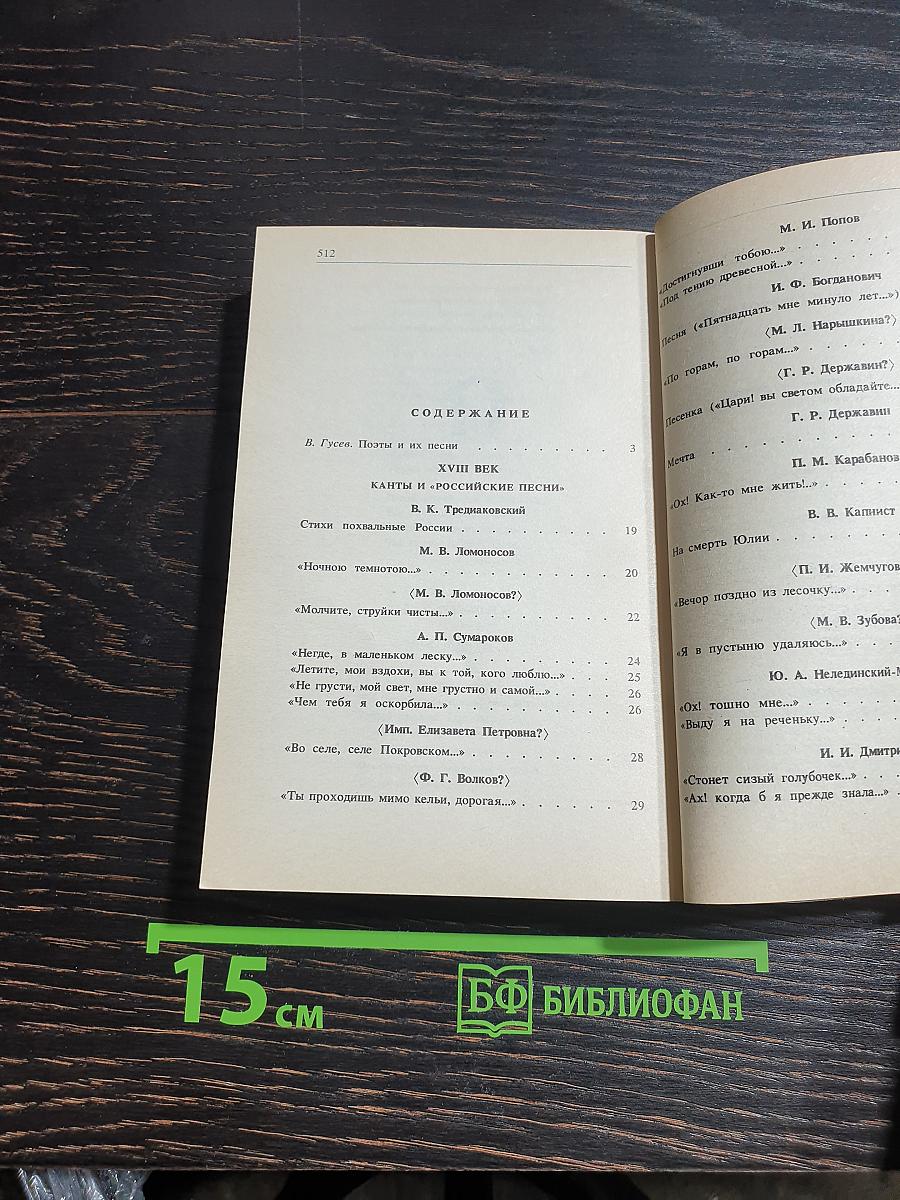 512
СОДЕРЖАНИЕ
В. Гусев. Поэты и их песни . . . . . . . . . 3
XVIII ВЕК
КАНТЫ И «РОССИЙСКИЕ ПЕСНИ»
В. К. Тредиаковский
Стихи похвальные России . . . . . . . . . . 19
М. В. Ломоносов
«Ночною темнотою...» . . . . . . . . . . . 20
〈М. В. Ломоносов?〉
«Молчите, струйки чисты...» . . . . . . . . . 22
А. П. Сумароков
«Негде, в маленьком леску...» . . . . . . . . . 24
«Летите, мои вздохи, вы к той, кого люблю...» . . . . 25
«Не грусти, мой свет, мне грустно и самой...» . . . . 26
«Чем тебя я оскорбила...» . . . . . . . . . . 26
〈Имп. Елизавета Петровна?〉
«Во селе, селе Покровском...» . . . . . . . . . 28
〈Ф. Г. Волков?〉
«Ты проходишь мимо кельи, дорогая...» . . . . . . 29
М. И. Попов
«Достигнувши тобою...» . . . . .
«Под тению древесной...» . . . . .
И. Ф. Богданович
Песня («Пятнадцать мне минуло лет...»)
〈М. Л. Нарышкина?〉
«По горам, по горам...» . . . . .
〈Г. Р. Державин?〉
Песенка («Цари! вы светом обладайте...
Г. Р. Державин
Мечта . . . . . . . . . .
П. М. Карабанов
«Ох! Как-то мне жить!..» . . . .
В. В. Капнист
На смерть Юлии . . . . . .
〈П. И. Жемчугов
«Вечор поздно из лесочку...» . . .
〈М. В. Зубова?
«Я в пустыню удаляюсь...» . . . .
Ю. А. Нелединский-М
«Ох! тошно мне...» . . . . .
«Выду я на реченьку...» . . . .
И. И. Дмитри
«Стонет сизый голубочек...» . . .
«Ах! когда б я прежде знала...» .
15 см
БФ БИБЛИОФАН